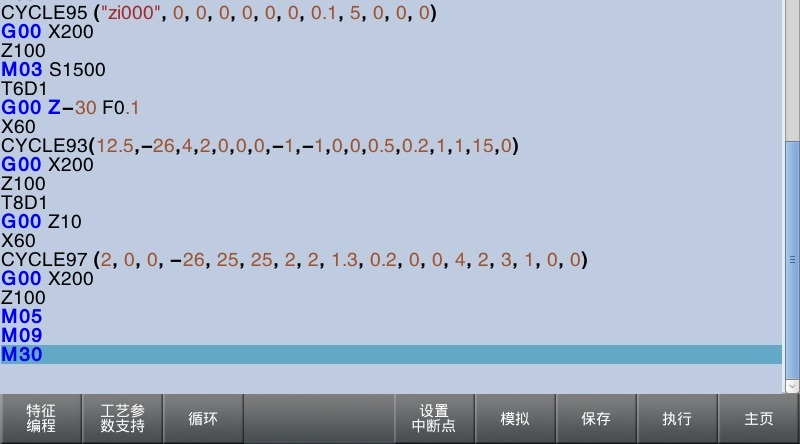 CYCLE95 ("zi000", 0, 0, 0, 0, 0, 0, 0.1, 5, 0, 0, 0)
G00 X200
Z100
M03 S1500
T6D1
G00 Z-30 F0.1
X60
CYCLE93(12.5,-26,4,2,0,0,0,-1,-1,0,0,0.5,0.2,1,1,15,0)
G00 X200
Z100
T8D1
G00 Z10
X60
CYCLE97 (2, 0, 0, -26, 25, 25, 2, 2, 1.3, 0.2, 0, 0, 4, 2, 3, 1, 0, 0)
G00 X200
Z100
M05
M09
M30
特征
编程
工艺参
数支持
循环
设置
中断点
模拟
保存
执行
主页